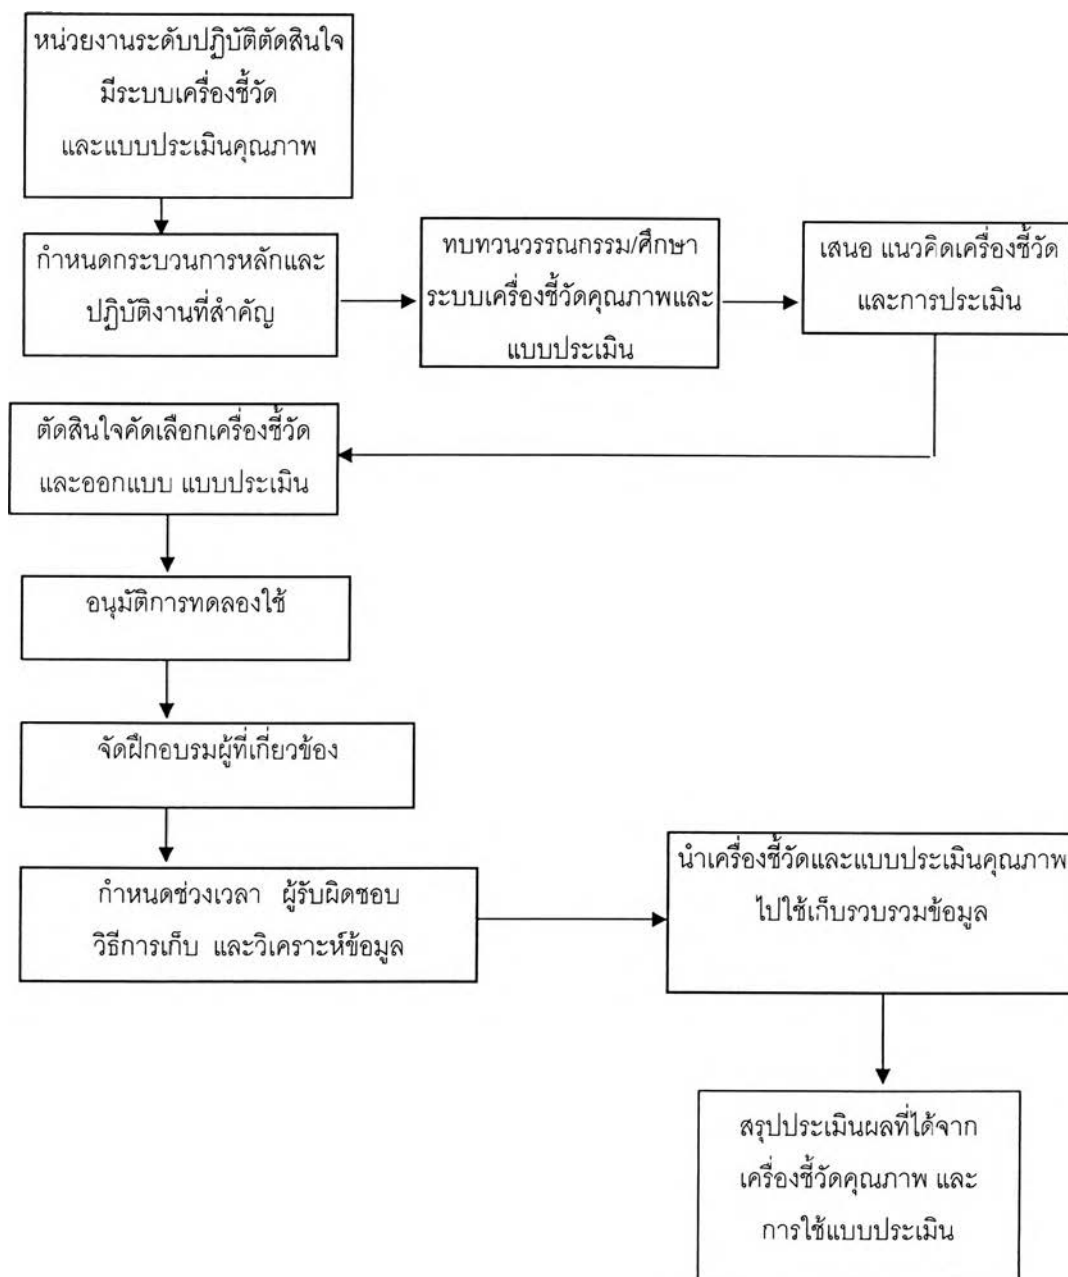 หน่วยงานระดับปฏิบัติตัดสินใจ
มีระบบเครื่องชี้วัด
และแบบประเมินคุณภาพ
กำหนดกระบวนการหลักและ
ปฏิบัติงานที่สำคัญ
ทบทวนวรรณกรรม/ศึกษา
ระบบเครื่องชี้วัดคุณภาพและ
แบบประเมิน
เสนอ แนวคิดเครื่องชี้วัด
และการประเมิน
ตัดสินใจคัดเลือกเครื่องชี้วัด
และออกแบบ แบบประเมิน
อนุมัติการทดลองใช้
จัดฝึกอบรมผู้ที่เกี่ยวข้อง
กำหนดช่วงเวลา ผู้รับผิดชอบ
วิธีการเก็บ และวิเคราะห์ข้อมูล
นำเครื่องชี้วัดและแบบประเมินคุณภาพ
ไปใช้เก็บรวบรวมข้อมูล
สรุปประเมินผลที่ได้จาก
เครื่องชี้วัดคุณภาพ และ
การใช้แบบประเมิน